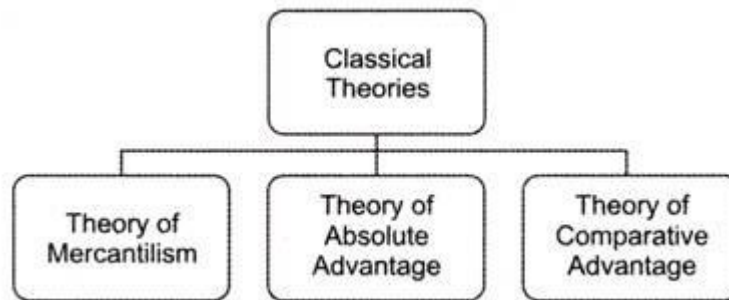 Classical
Theories
Theory of
Mercantilism
Theory of
Absolute
Advantage
Theory of
Comparative
Advantage